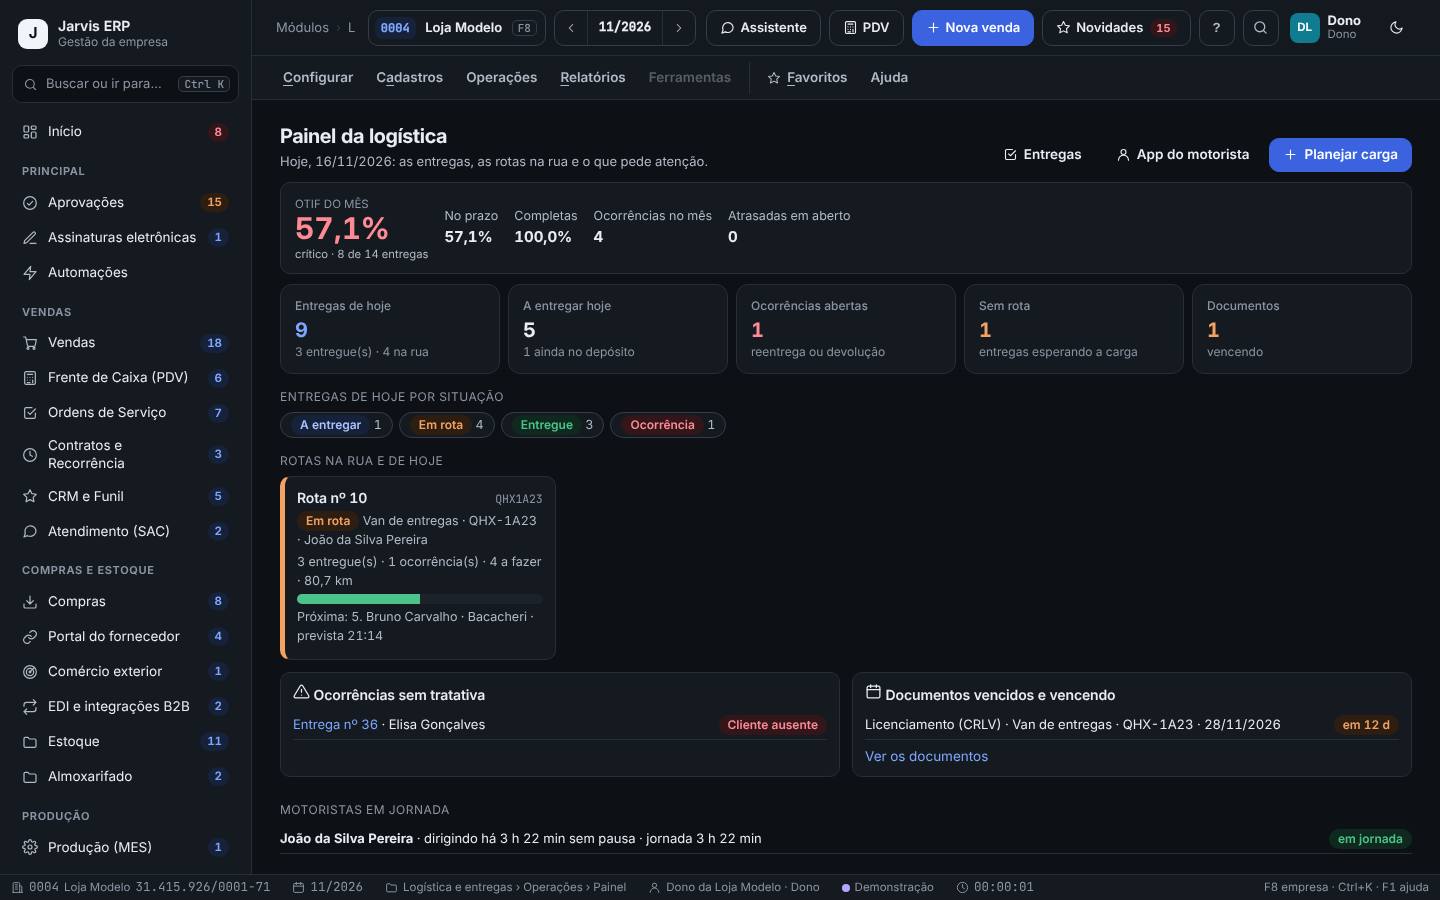 J
Jarvis ERP
Gestão da empresa
Buscar ou ir para... Ctrl K
Início 8
PRINCIPAL
Aprovações 15
Assinaturas eletrônicas 1
Automações
VENDAS
Vendas 18
Frente de Caixa (PDV) 6
Ordens de Serviço 7
Contratos e
Recorrência 3
CRM e Funil 5
Atendimento (SAC) 2
COMPRAS E ESTOQUE
Compras 8
Portal do fornecedor 4
Comércio exterior 1
EDI e integrações B2B 2
Estoque 11
Almoxarifado 2
PRODUÇÃO
Produção (MES) 1
Módulos › L
0004 Loja Modelo F8
‹ 11/2026 ›
Assistente
PDV
+ Nova venda
Novidades 15
?
DL
Dono
Dono
Configurar Cadastros Operações Relatórios Ferramentas Favoritos Ajuda
Painel da logística
Hoje, 16/11/2026: as entregas, as rotas na rua e o que pede atenção.
Entregas
App do motorista
+ Planejar carga
OTIF DO MÊS
57,1%
crítico · 8 de 14 entregas
No prazo
57,1%
Completas
100,0%
Ocorrências no mês
4
Atrasadas em aberto
0
Entregas de hoje
9
3 entregue(s) · 4 na rua
A entregar hoje
5
1 ainda no depósito
Ocorrências abertas
1
reentrega ou devolução
Sem rota
1
entregas esperando a carga
Documentos
1
vencendo
ENTREGAS DE HOJE POR SITUAÇÃO
A entregar 1
Em rota 4
Entregue 3
Ocorrência 1
ROTAS NA RUA E DE HOJE
Rota nº 10 QHX1A23
Em rota Van de entregas · QHX-1A23
· João da Silva Pereira
3 entregue(s) · 1 ocorrência(s) · 4 a fazer
· 80,7 km
Próxima: 5. Bruno Carvalho · Bacacheri ·
prevista 21:14
Ocorrências sem tratativa
Entrega nº 36 · Elisa Gonçalves Cliente ausente
Documentos vencidos e vencendo
Licenciamento (CRLV) · Van de entregas · QHX-1A23 · 28/11/2026 em 12 d
Ver os documentos
MOTORISTAS EM JORNADA
João da Silva Pereira · dirigindo há 3 h 22 min sem pausa · jornada 3 h 22 min em jornada
0004 Loja Modelo 31.415.926/0001-71
11/2026
Logística e entregas › Operações › Painel
Dono da Loja Modelo · Dono
Demonstração
00:00:01
F8 empresa · Ctrl+K · F1 ajuda